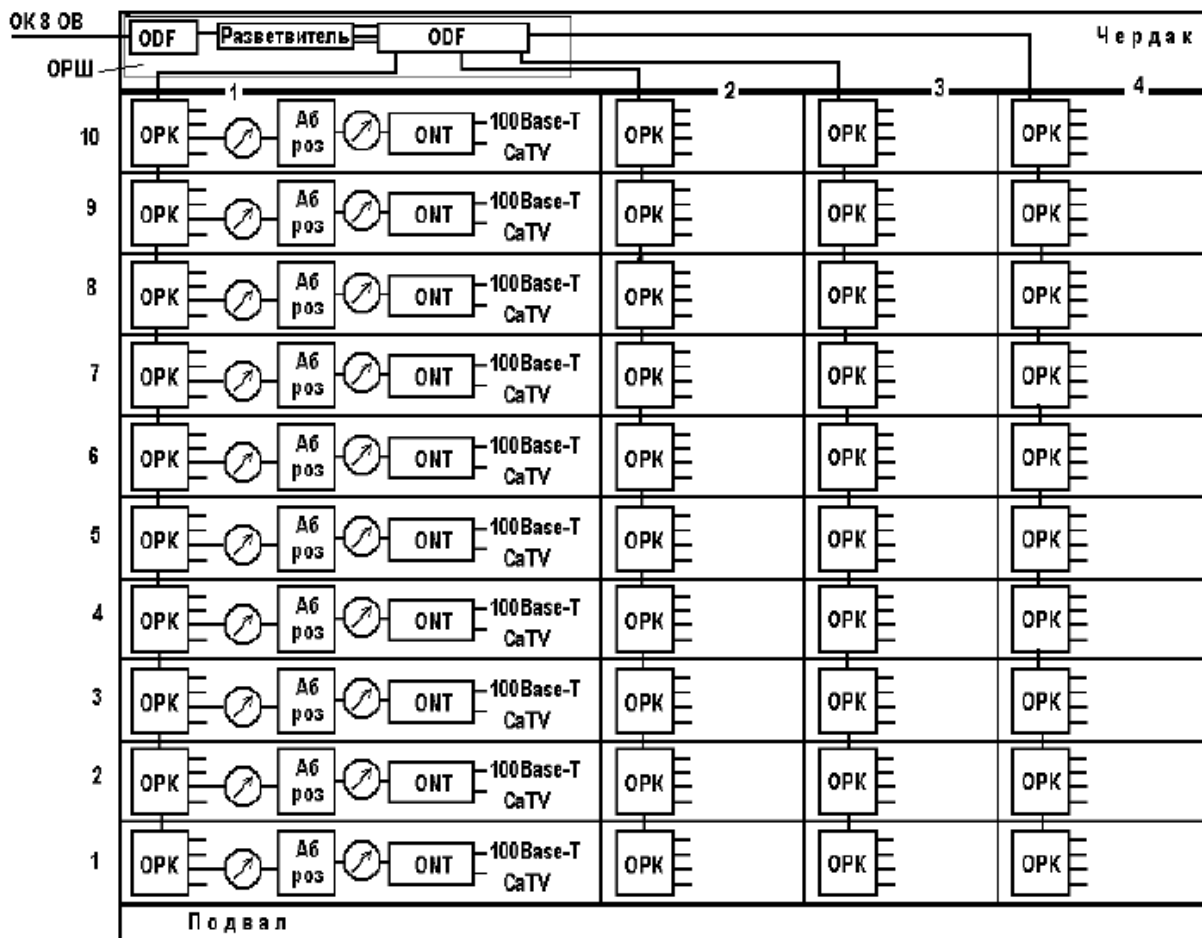 ОК 8 ОВ
ODF Разветвитель ODF Чердак
ОРШ
1 2 3 4
10 ОРК Аб роз ONT 100Base-T CaTV ОРК ОРК ОРК
9 ОРК Аб роз ONT 100Base-T CaTV ОРК ОРК ОРК
8 ОРК Аб роз ONT 100Base-T CaTV ОРК ОРК ОРК
7 ОРК Аб роз ONT 100Base-T CaTV ОРК ОРК ОРК
6 ОРК Аб роз ONT 100Base-T CaTV ОРК ОРК ОРК
5 ОРК Аб роз ONT 100Base-T CaTV ОРК ОРК ОРК
4 ОРК Аб роз ONT 100Base-T CaTV ОРК ОРК ОРК
3 ОРК Аб роз ONT 100Base-T CaTV ОРК ОРК ОРК
2 ОРК Аб роз ONT 100Base-T CaTV ОРК ОРК ОРК
1 ОРК Аб роз ONT 100Base-T CaTV ОРК ОРК ОРК
Подвал